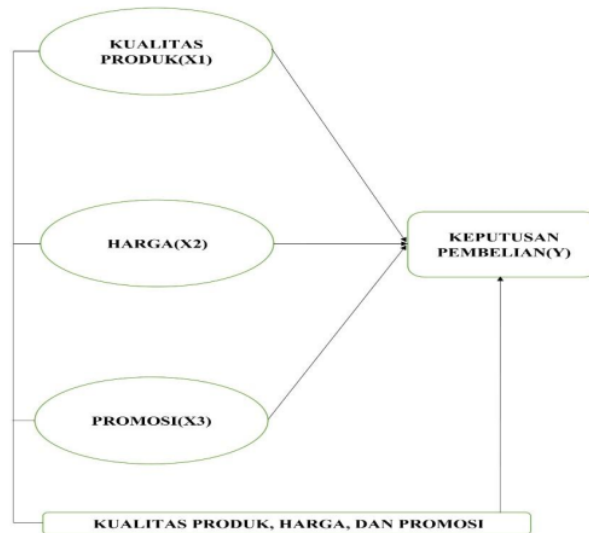 KUALITAS
PRODUK(X1)
HARGA(X2)
KEPUTUSAN
PEMBELIAN(Y)
PROMOSI(X3)
KUALITAS PRODUK, HARGA, DAN PROMOSI